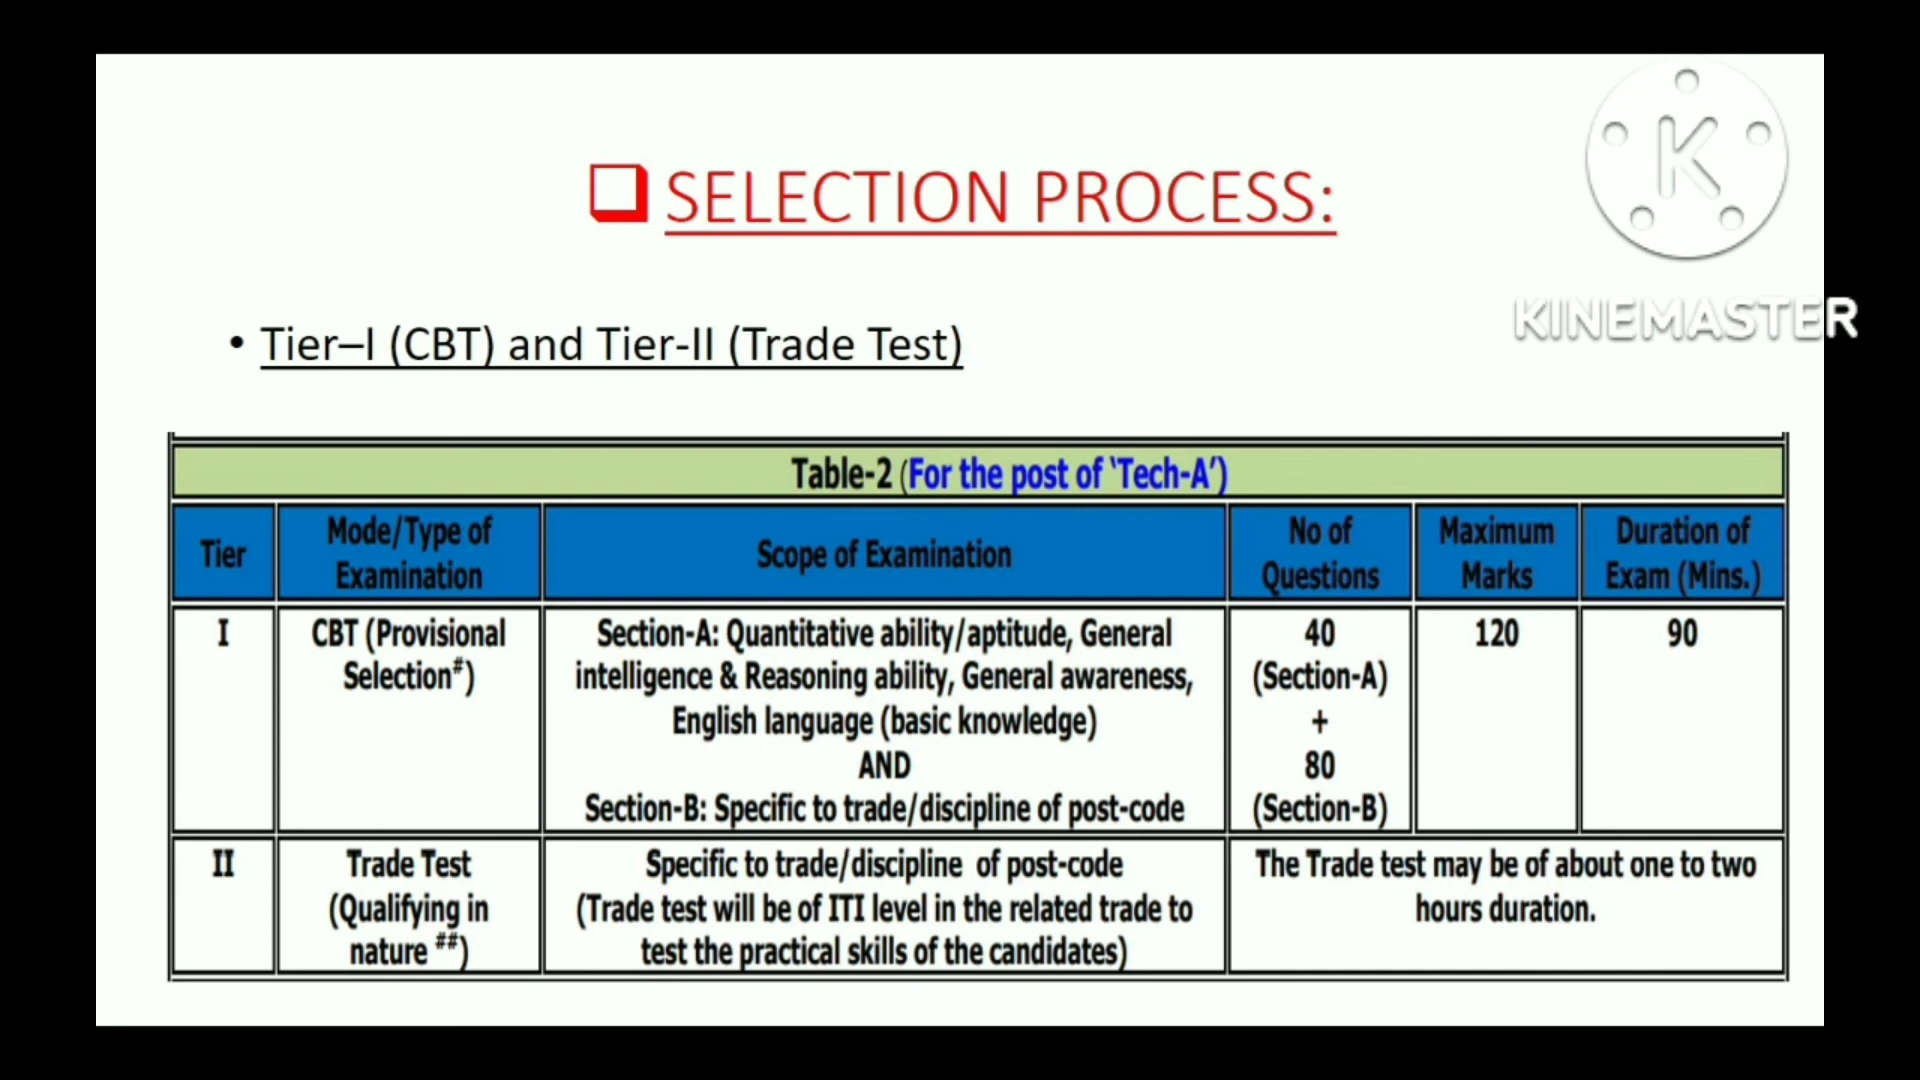 SELECTION PROCESS:
K
KINEMASTER
• Tier–I (CBT) and Tier-II (Trade Test)
Table-2 (For the post of ‘Tech-A’)
Tier
Mode/Type of
Examination
Scope of Examination
No of
Questions
Maximum
Marks
Duration of
Exam (Mins.)
I
CBT (Provisional
Selection#)
Section-A: Quantitative ability/aptitude, General
intelligence & Reasoning ability, General awareness,
English language (basic knowledge)
AND
Section-B: Specific to trade/discipline of post-code
40
(Section-A)
+
80
(Section-B)
120
90
II
Trade Test
(Qualifying in
nature ##)
Specific to trade/discipline of post-code
(Trade test will be of ITI level in the related trade to
test the practical skills of the candidates)
The Trade test may be of about one to two
hours duration.